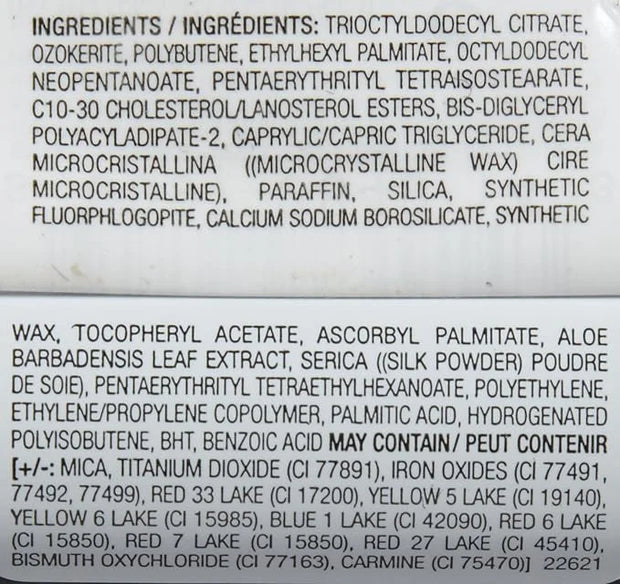 INGREDIENTS / INGRÉDIENTS: TRIOCTYLDODECYL CITRATE,
OZOKERITE, POLYBUTENE, ETHYLHEXYL PALMITATE, OCTYLDODECYL
NEOPENTANOATE, PENTAERYTHRITYL TETRAISOSTEARATE,
C10-30 CHOLESTEROL/LANOSTEROL ESTERS, BIS-DIGLYCERYL
POLYACYLADIPATE-2, CAPRYLIC/CAPRIC TRIGLYCERIDE, CERA
MICROCRISTALLINA ((MICROCRYSTALLINE WAX) CIRE
MICROCRISTALLINE), PARAFFIN, SILICA, SYNTHETIC
FLUORPHLOGOPITE, CALCIUM SODIUM BOROSILICATE, SYNTHETIC
WAX, TOCOPHERYL ACETATE, ASCORBYL PALMITATE, ALOE
BARBADENSIS LEAF EXTRACT, SERICA ((SILK POWDER) POUDRE
DE SOIE), PENTAERYTHRITYL TETRAETHYLHEXANOATE, POLYETHYLENE,
ETHYLENE/PROPYLENE COPOLYMER, PALMITIC ACID, HYDROGENATED
POLYISOBUTENE, BHT, BENZOIC ACID MAY CONTAIN / PEUT CONTENIR
[+/-: MICA, TITANIUM DIOXIDE (CI 77891), IRON OXIDES (CI 77491,
77492, 77499), RED 33 LAKE (CI 17200), YELLOW 5 LAKE (CI 19140),
YELLOW 6 LAKE (CI 15985), BLUE 1 LAKE (CI 42090), RED 6 LAKE
(CI 15850), RED 7 LAKE (CI 15850), RED 27 LAKE (CI 45410),
BISMUTH OXYCHLORIDE (CI 77163), CARMINE (CI 75470)] 22621